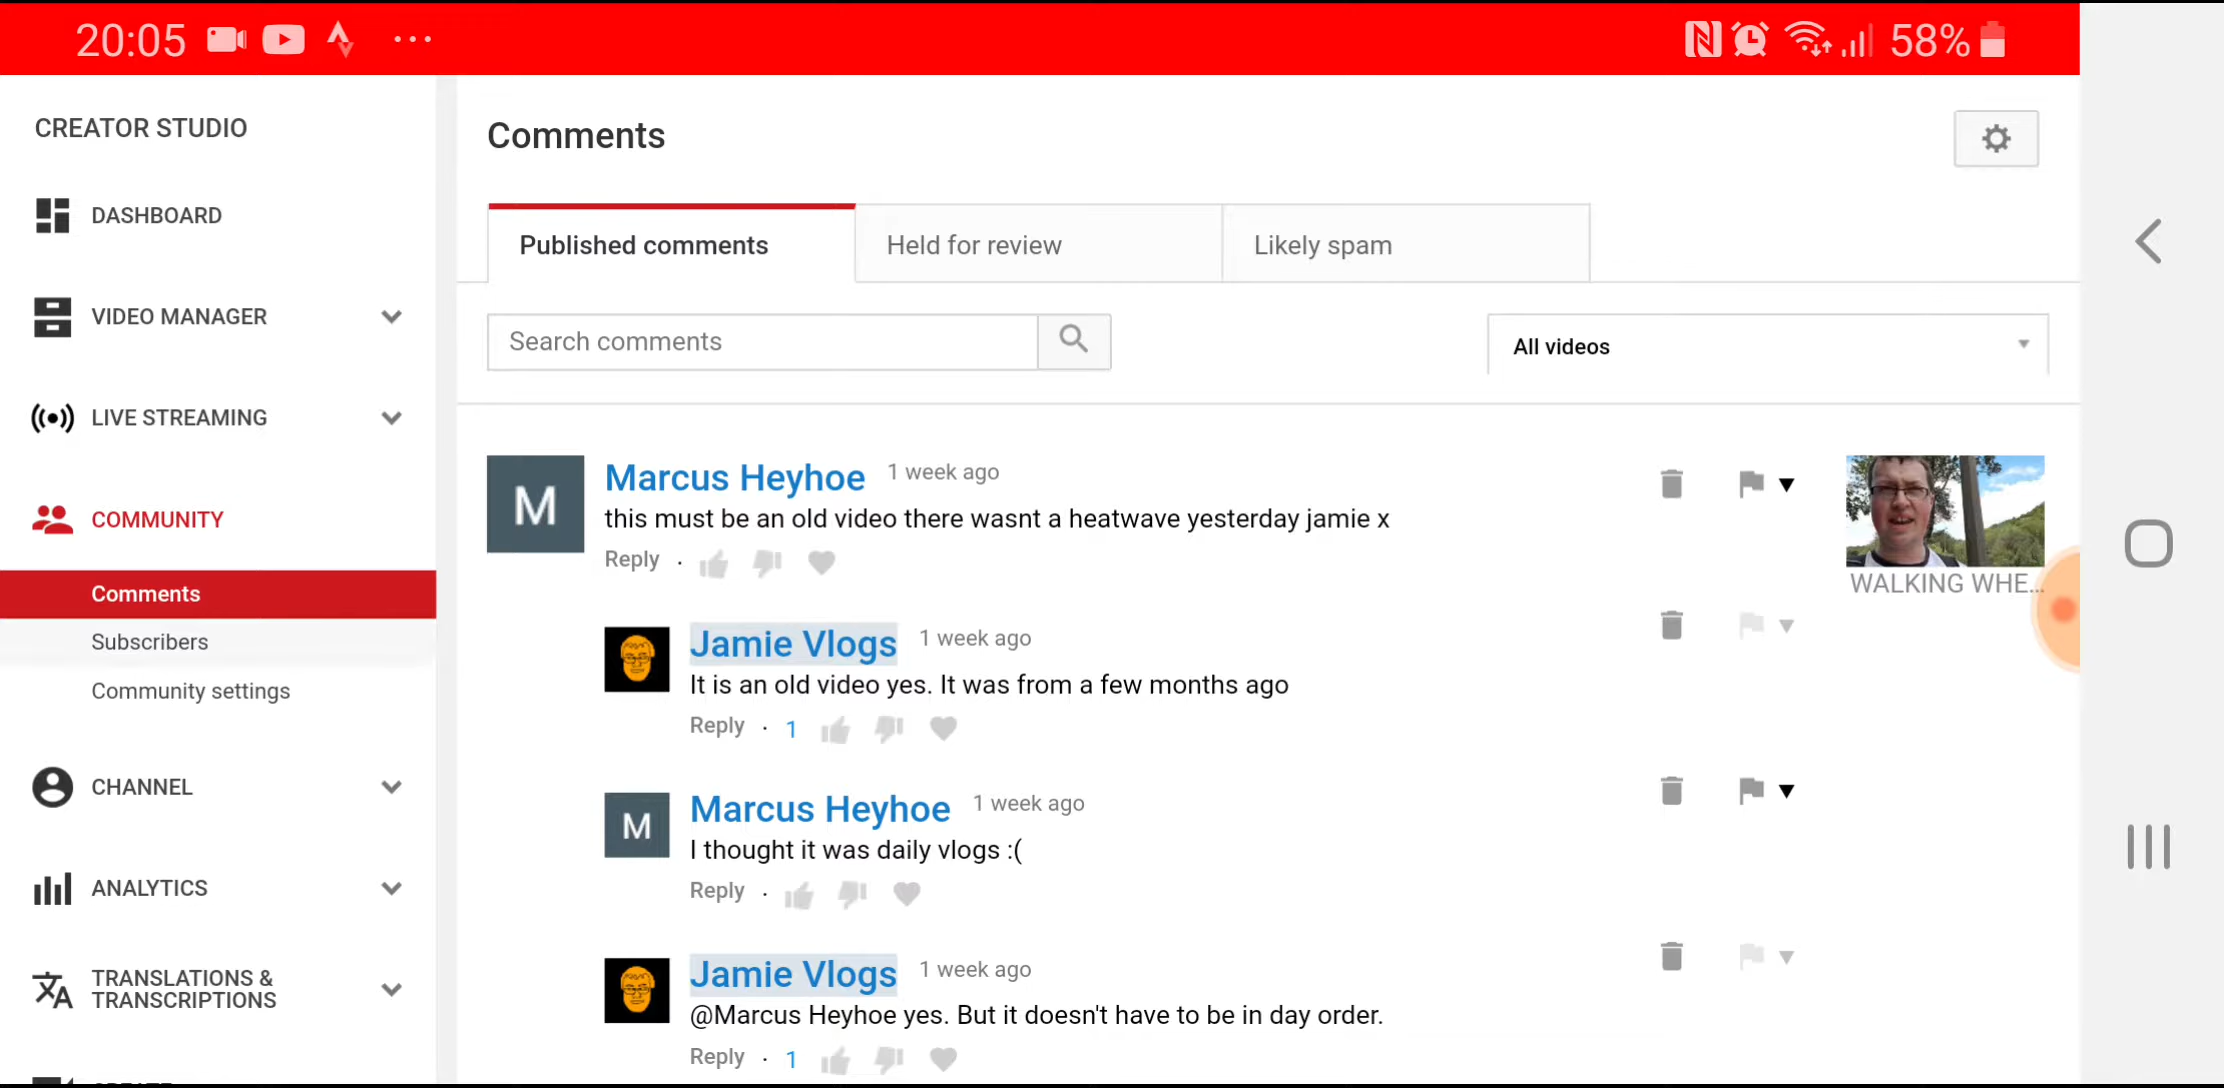 20:05
58%
CREATOR STUDIO
DASHBOARD
VIDEO MANAGER
LIVE STREAMING
COMMUNITY
Comments
Subscribers
Community settings
CHANNEL
ANALYTICS
TRANSLATIONS &
TRANSCRIPTIONS
Comments
Published comments
Held for review
Likely spam
Search comments
All videos
M
Marcus Heyhoe 1 week ago
this must be an old video there wasnt a heatwave yesterday jamie x
Reply ·
WALKING WHE...
Jamie Vlogs 1 week ago
It is an old video yes. It was from a few months ago
Reply · 1
M
Marcus Heyhoe 1 week ago
I thought it was daily vlogs :(
Reply ·
Jamie Vlogs 1 week ago
@Marcus Heyhoe yes. But it doesn't have to be in day order.
Reply · 1